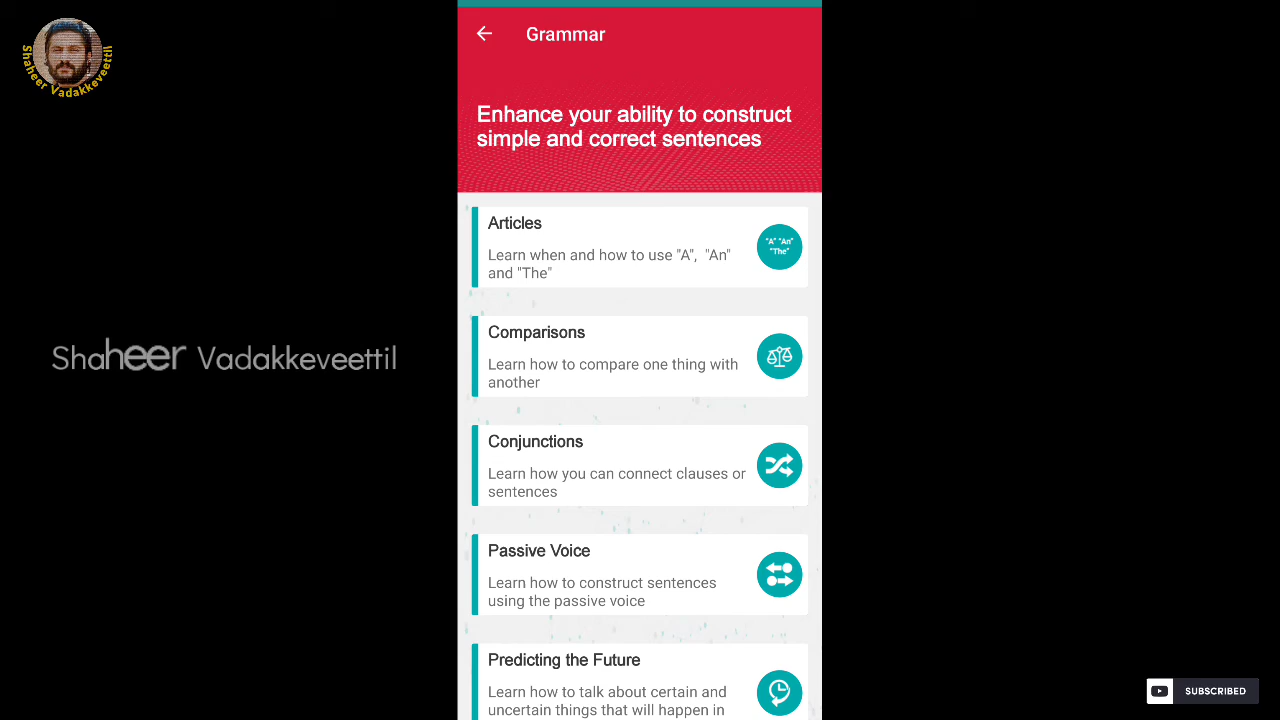 Shaheer Vadakkeveettil
Grammar
Enhance your ability to construct
simple and correct sentences
Articles
Learn when and how to use "A", "An"
and "The"
"A" "An"
"The"
Comparisons
Learn how to compare one thing with
another
Shaheer Vadakkeveettil
Conjunctions
Learn how you can connect clauses or
sentences
Passive Voice
Learn how to construct sentences
using the passive voice
Predicting the Future
Learn how to talk about certain and
uncertain things that will happen in
SUBSCRIBED